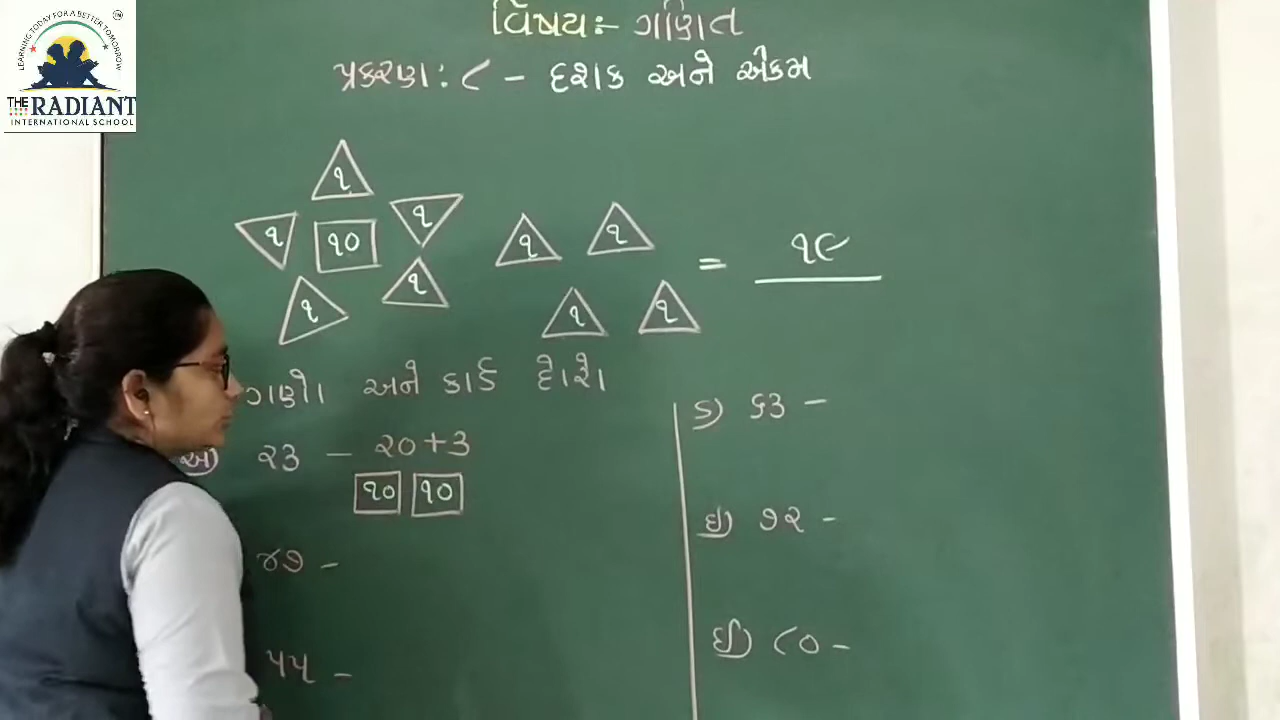 LEARNING TODAY FOR A BETTER TOMORROW
THE RADIANT
INTERNATIONAL SCHOOL
વિષય:- ગણિત
પ્રકરણ: ૮ - દશક અને એકમ
૧
૧ ૧૦ ૧ ૧ ૧ = ૧૯
૧ ૧ ૧ ૧
ગણો અને કાર્ડ દોરો
અ) ૨૩ - ૨૦+૩
૧૦ ૧૦
૪૭ -
૫૫ -
ડ) ૬૩ -
ઇ) ૭૨ -
ઈ) ૮૦ -